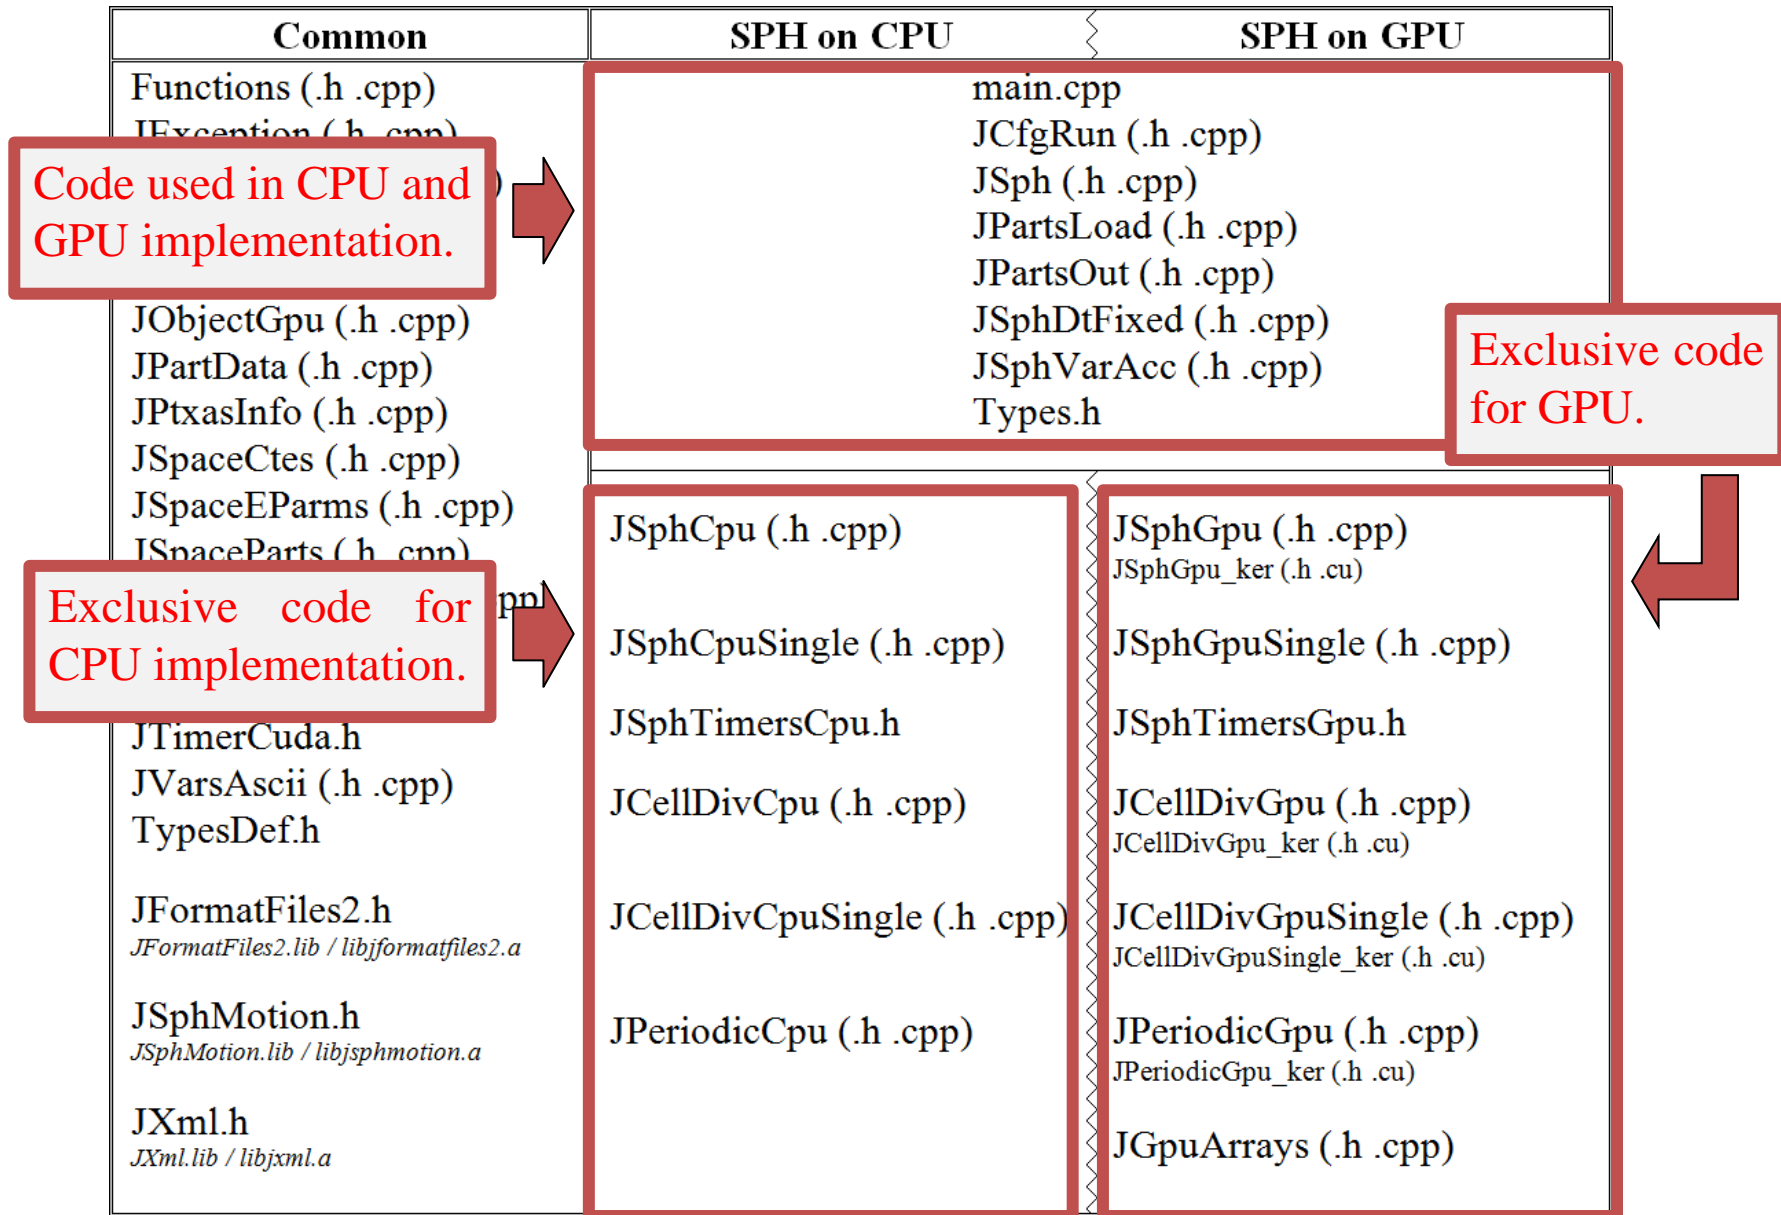 Common
SPH on CPU
SPH on GPU
Functions (.h .cpp)
JException (.h .cpp)
)
JObjectGpu (.h .cpp)
JPartData (.h .cpp)
JPtxasInfo (.h .cpp)
JSpaceCtes (.h .cpp)
JSpaceEParms (.h .cpp)
JSpaceParts (.h .cpp)
cpp)
JTimerCuda.h
JVarsAscii (.h .cpp)
TypesDef.h
JFormatFiles2.h
JFormatFiles2.lib / libjformatfiles2.a
JSphMotion.h
JSphMotion.lib / libjsphmotion.a
JXml.h
JXml.lib / libjxml.a
Code used in CPU and
GPU implementation.
main.cpp
JCfgRun (.h .cpp)
JSph (.h .cpp)
JPartsLoad (.h .cpp)
JPartsOut (.h .cpp)
JSphDtFixed (.h .cpp)
JSphVarAcc (.h .cpp)
Types.h
Exclusive code
for GPU.
Exclusive code for
CPU implementation.
JSphCpu (.h .cpp)
JSphCpuSingle (.h .cpp)
JSphTimersCpu.h
JCellDivCpu (.h .cpp)
JCellDivCpuSingle (.h .cpp)
JPeriodicCpu (.h .cpp)
JSphGpu (.h .cpp)
JSphGpu_ker (.h .cu)
JSphGpuSingle (.h .cpp)
JSphTimersGpu.h
JCellDivGpu (.h .cpp)
JCellDivGpu_ker (.h .cu)
JCellDivGpuSingle (.h .cpp)
JCellDivGpuSingle_ker (.h .cu)
JPeriodicGpu (.h .cpp)
JPeriodicGpu_ker (.h .cu)
JGpuArrays (.h .cpp)